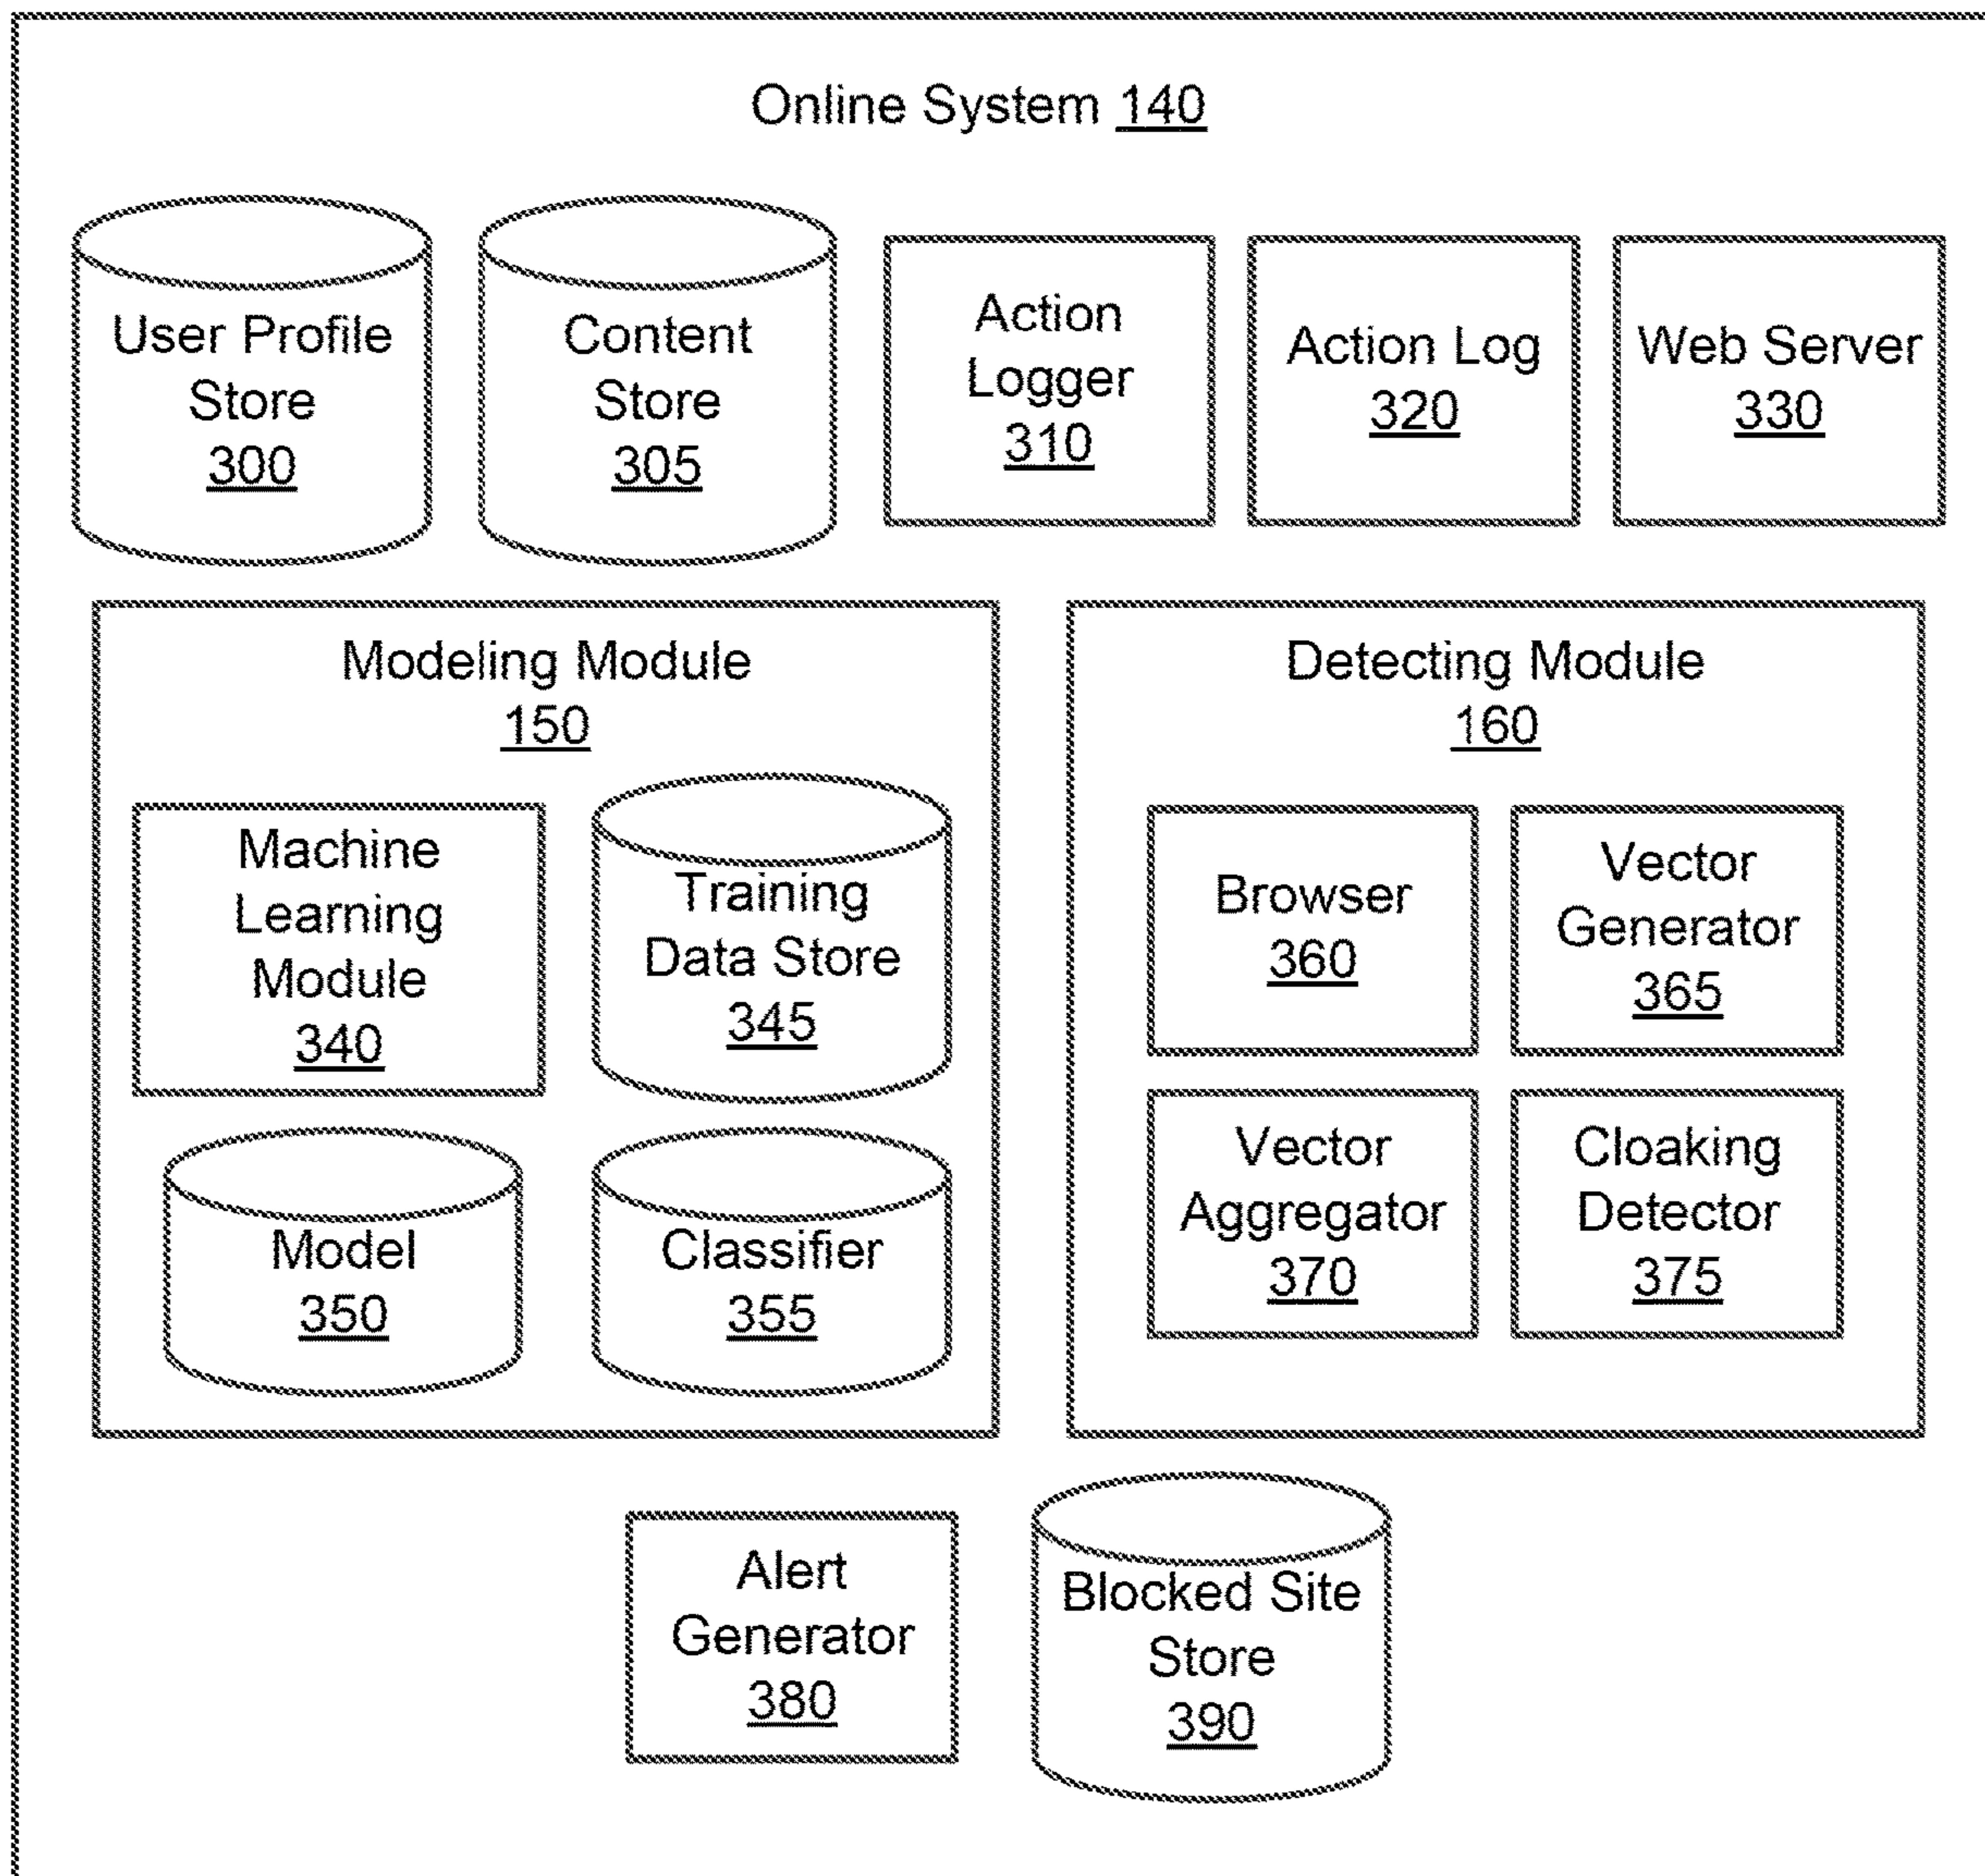 Online System 140
User Profile
Store
300
Content
Store
305
Action
Logger
310
Action Log
320
Web Server
330
Modeling Module
150
Machine
Learning
Module
340
Training
Data Store
345
Model
350
Classifier
355
Detecting Module
160
Browser
360
Vector
Generator
365
Vector
Aggregator
370
Cloaking
Detector
375
Alert
Generator
380
Blocked Site
Store
390